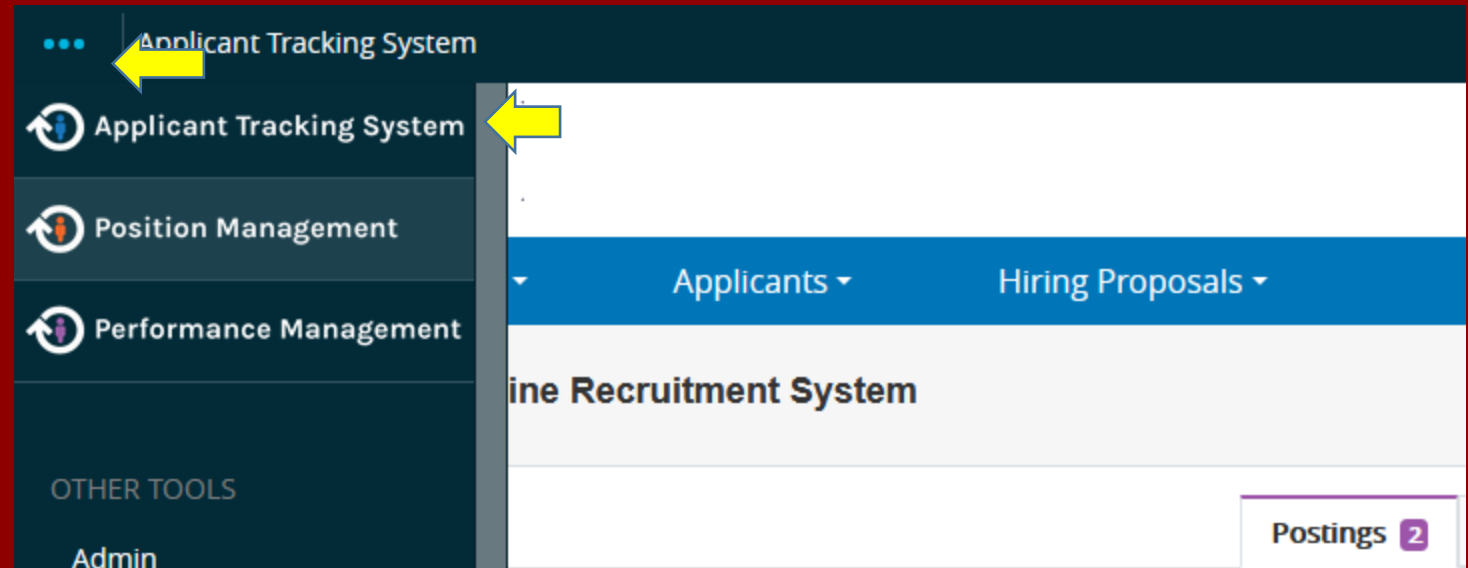 Applicant Tracking System
Applicant Tracking System
Position Management
Applicants Hiring Proposals
Performance Management
ine Recruitment System
OTHER TOOLS
Postings 2
Admin